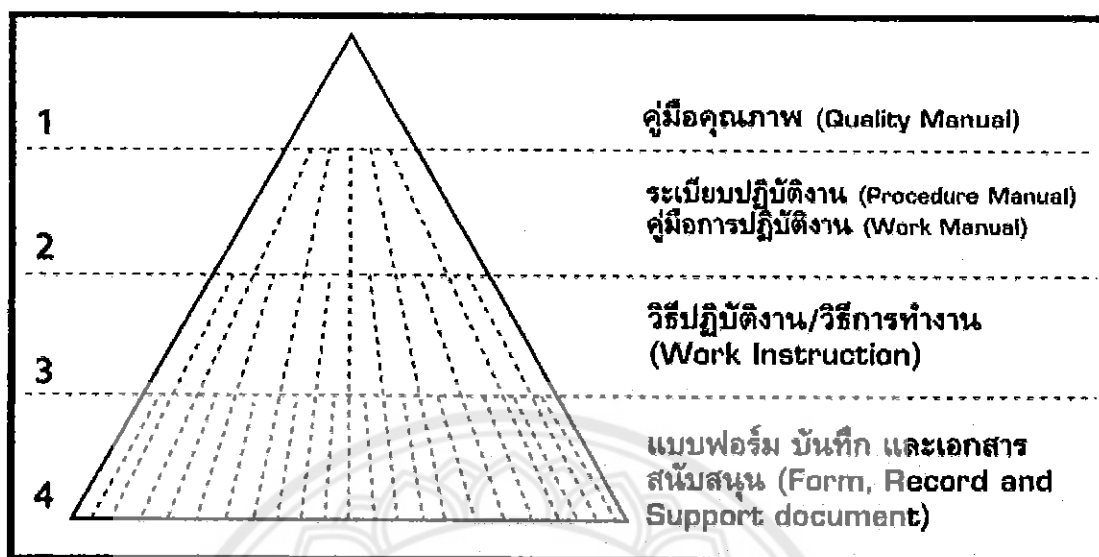 1
คู่มือคุณภาพ (Quality Manual)
ระเบียบปฏิบัติงาน (Procedure Manual)
คู่มือการปฏิบัติงาน (Work Manual)
2
วิธีปฏิบัติงาน/วิธีการทำงาน
(Work Instruction)
3
แบบฟอร์ม บันทึก และเอกสาร
สนับสนุน (Form, Record and
Support document)
4